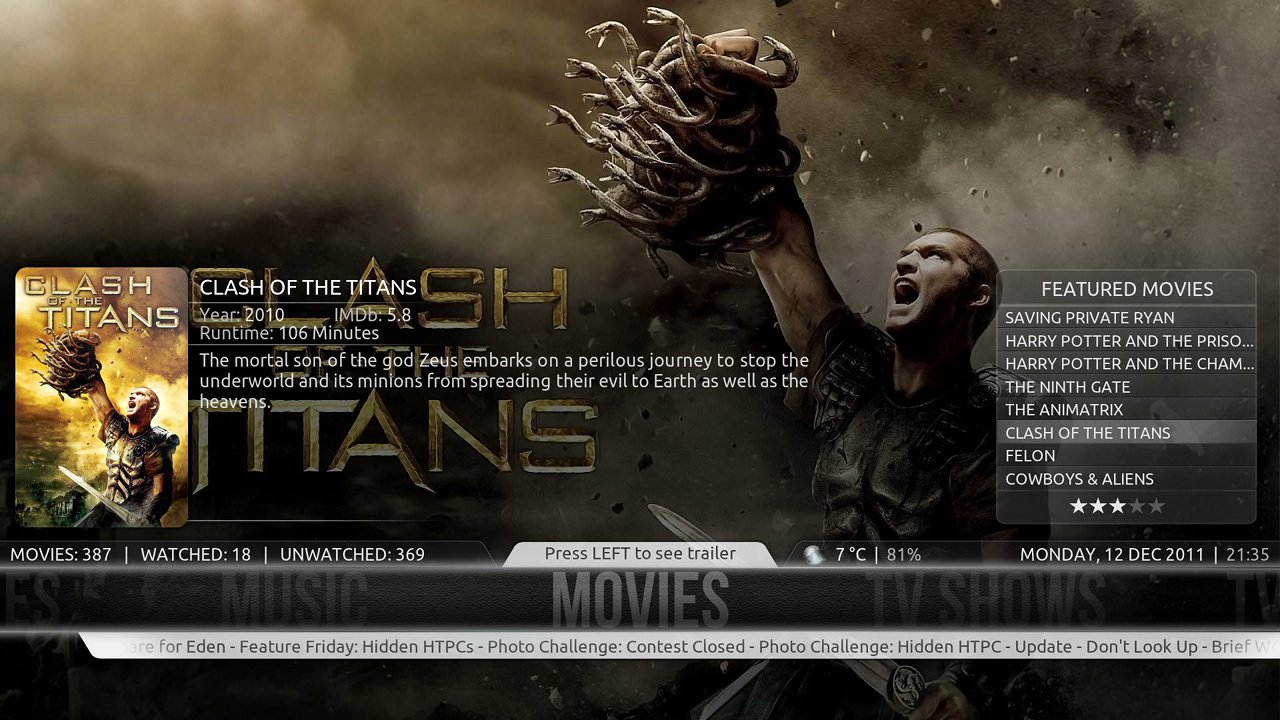 CLASH
OF THE
TITANS
CLASH
OF THE
TITANS
CLASH OF THE TITANS
Year: 2010 IMDb: 5.8
Runtime: 106 Minutes
The mortal son of the god Zeus embarks on a perilous journey to stop the
underworld and its minions from spreading their evil to Earth as well as the
heavens.
FEATURED MOVIES
SAVING PRIVATE RYAN
HARRY POTTER AND THE PRISO...
HARRY POTTER AND THE CHAM...
THE NINTH GATE
THE ANIMATRIX
CLASH OF THE TITANS
FELON
COWBOYS & ALIENS
MOVIES: 387 | WATCHED: 18 | UNWATCHED: 369
Press LEFT to see trailer
7 °C | 81%
MONDAY, 12 DEC 2011 | 21:35
ES MUSIC MOVIES TV SHOWS TV
are for Eden - Feature Friday: Hidden HTPCs - Photo Challenge: Contest Closed - Photo Challenge: Hidden HTPC - Update - Don't Look Up - Brief W